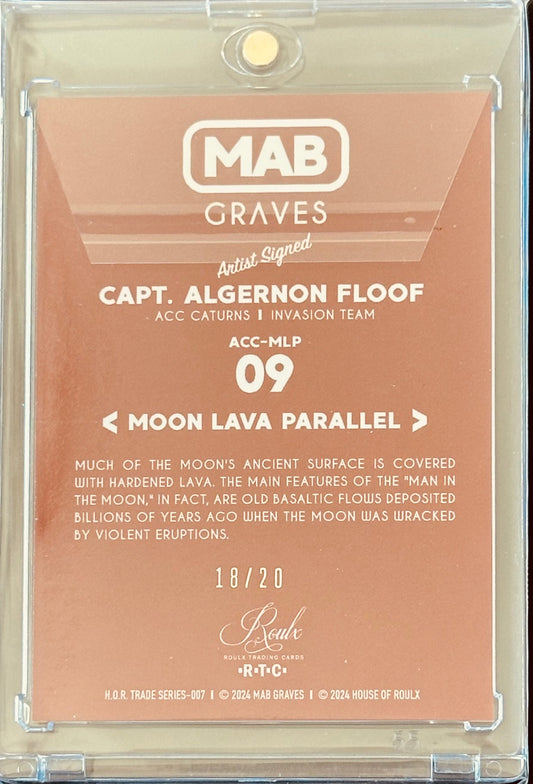 MAB
GRAVES
Artist Signed
CAPT. ALGERNON FLOOF
ACC CATURNS | INVASION TEAM
ACC-MLP
09
< MOON LAVA PARALLEL >
MUCH OF THE MOON'S ANCIENT SURFACE IS COVERED
WITH HARDENED LAVA. THE MAIN FEATURES OF THE "MAN IN
THE MOON," IN FACT, ARE OLD BASALTIC FLOWS DEPOSITED
BILLIONS OF YEARS AGO WHEN THE MOON WAS WRACKED
BY VIOLENT ERUPTIONS.
18/20
Roulx
ROULX TRADING CARDS
·R·T·C·
H.O.R. TRADE SERIES-007 | © 2024 MAB GRAVES | © 2024 HOUSE OF ROULX